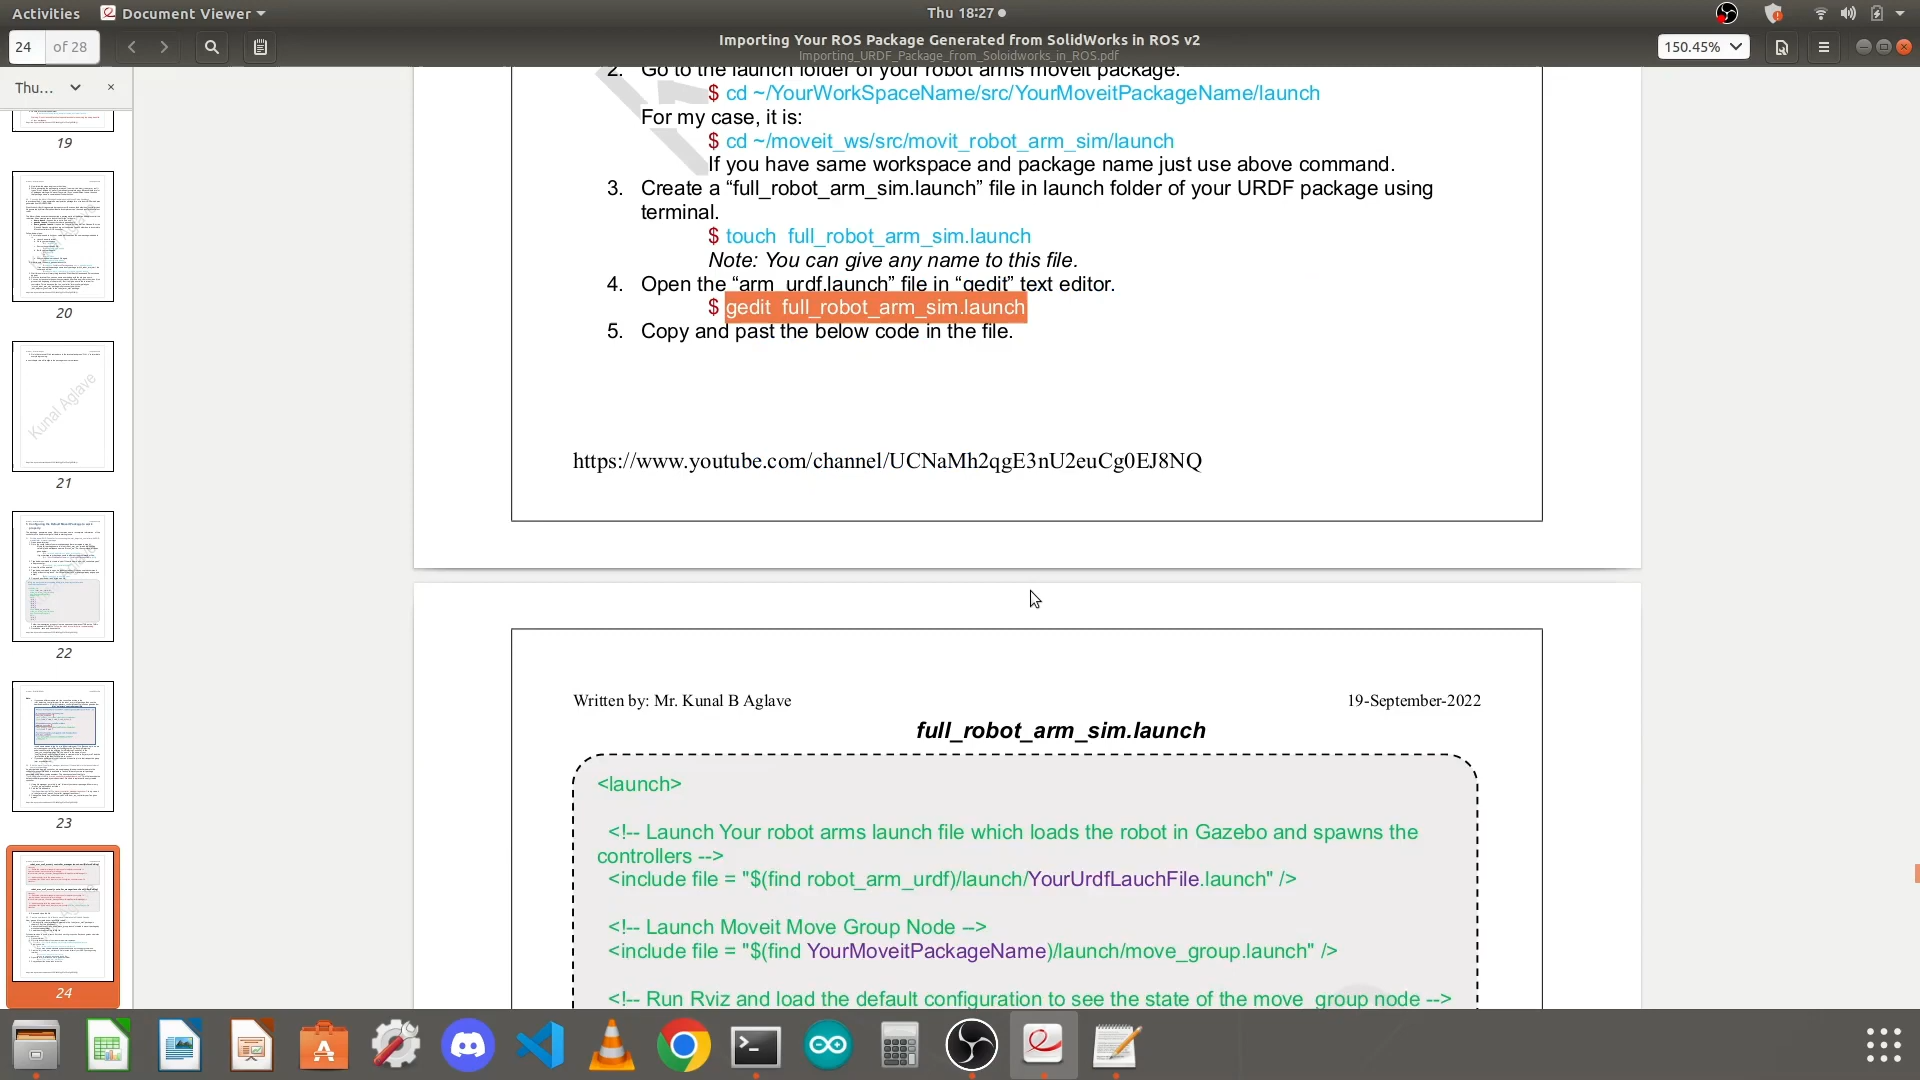 Activities
Document Viewer
Thu 18:27
24
of 28
Importing Your ROS Package Generated from SolidWorks in ROS v2
Importing_URDF_Package_from_Soloidworks_in_ROS.pdf
150.45%
Thu...
19
20
Kunal Aglave
21
22
23
24
2. Go to the launch folder of your robot arms moveit package.
$ cd ~/YourWorkSpaceName/src/YourMoveitPackageName/launch
For my case, it is:
$ cd ~/moveit_ws/src/movit_robot_arm_sim/launch
If you have same workspace and package name just use above command.
3. Create a “full_robot_arm_sim.launch” file in launch folder of your URDF package using
terminal.
$ touch full_robot_arm_sim.launch
Note: You can give any name to this file.
4. Open the “arm_urdf.launch” file in “gedit” text editor.
$ gedit full_robot_arm_sim.launch
5. Copy and past the below code in the file.
https://www.youtube.com/channel/UCNaMh2qgE3nU2euCg0EJ8NQ
Written by: Mr. Kunal B Aglave
19-September-2022
full_robot_arm_sim.launch
<launch>
<!-- Launch Your robot arms launch file which loads the robot in Gazebo and spawns the
controllers -->
<include file = "$(find robot_arm_urdf)/launch/YourUrdfLauchFile.launch" />
<!-- Launch Moveit Move Group Node -->
<include file = "$(find YourMoveitPackageName)/launch/move_group.launch" />
<!-- Run Rviz and load the default configuration to see the state of the move_group node -->